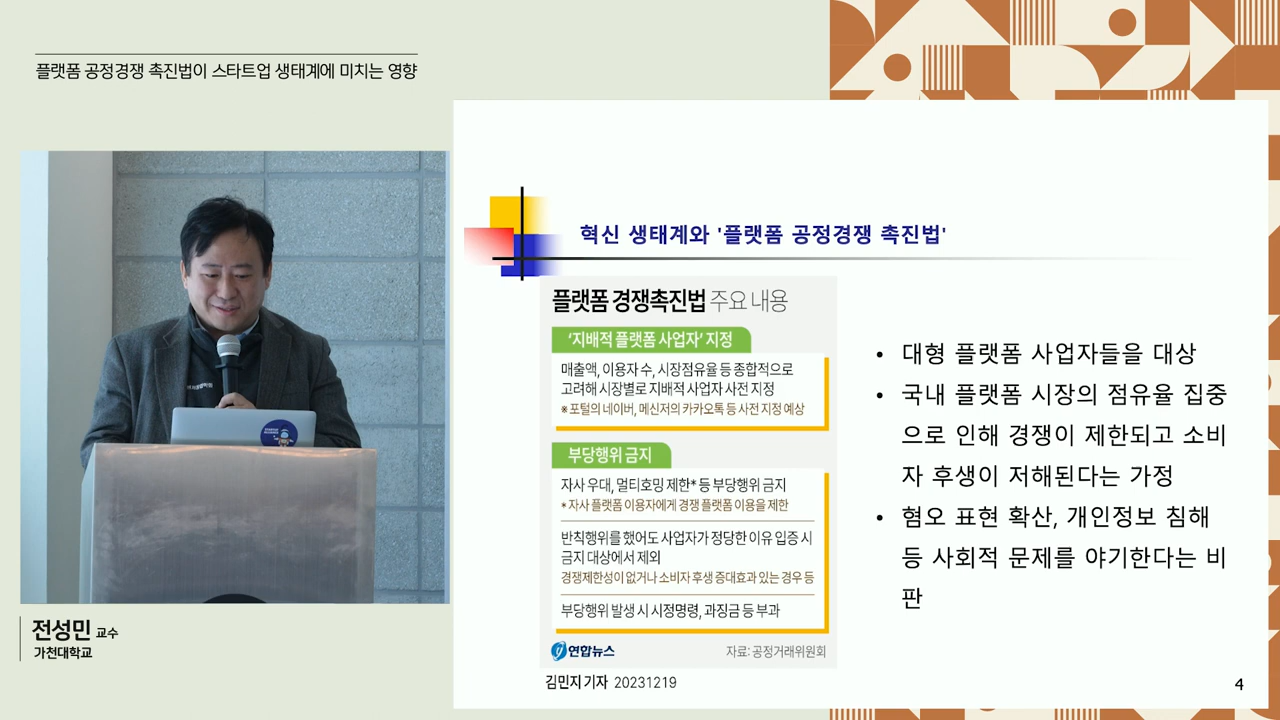 플랫폼 공정경쟁 촉진법이 스타트업 생태계에 미치는 영향
혁신 생태계와 '플랫폼 공정경쟁 촉진법'
플랫폼 경쟁촉진법 주요 내용
‘지배적 플랫폼 사업자’ 지정
매출액, 이용자 수, 시장점유율 등 종합적으로
고려해 시장별로 지배적 사업자 사전 지정
※포털의 네이버, 메신저의 카카오톡 등 사전 지정 예상
부당행위 금지
자사 우대, 멀티호밍 제한* 등 부당행위 금지
*자사 플랫폼 이용자에게 경쟁 플랫폼 이용을 제한
반칙행위를 했어도 사업자가 정당한 이유 입증 시
금지 대상에서 제외
경쟁제한성이 없거나 소비자 후생 증대효과 있는 경우 등
부당행위 발생 시 시정명령, 과징금 등 부과
연합뉴스
자료: 공정거래위원회
김민지 기자 20231219
• 대형 플랫폼 사업자들을 대상
• 국내 플랫폼 시장의 점유율 집중
으로 인해 경쟁이 제한되고 소비
자 후생이 저해된다는 가정
• 혐오 표현 확산, 개인정보 침해
등 사회적 문제를 야기한다는 비
판
4
전성민 교수
가천대학교